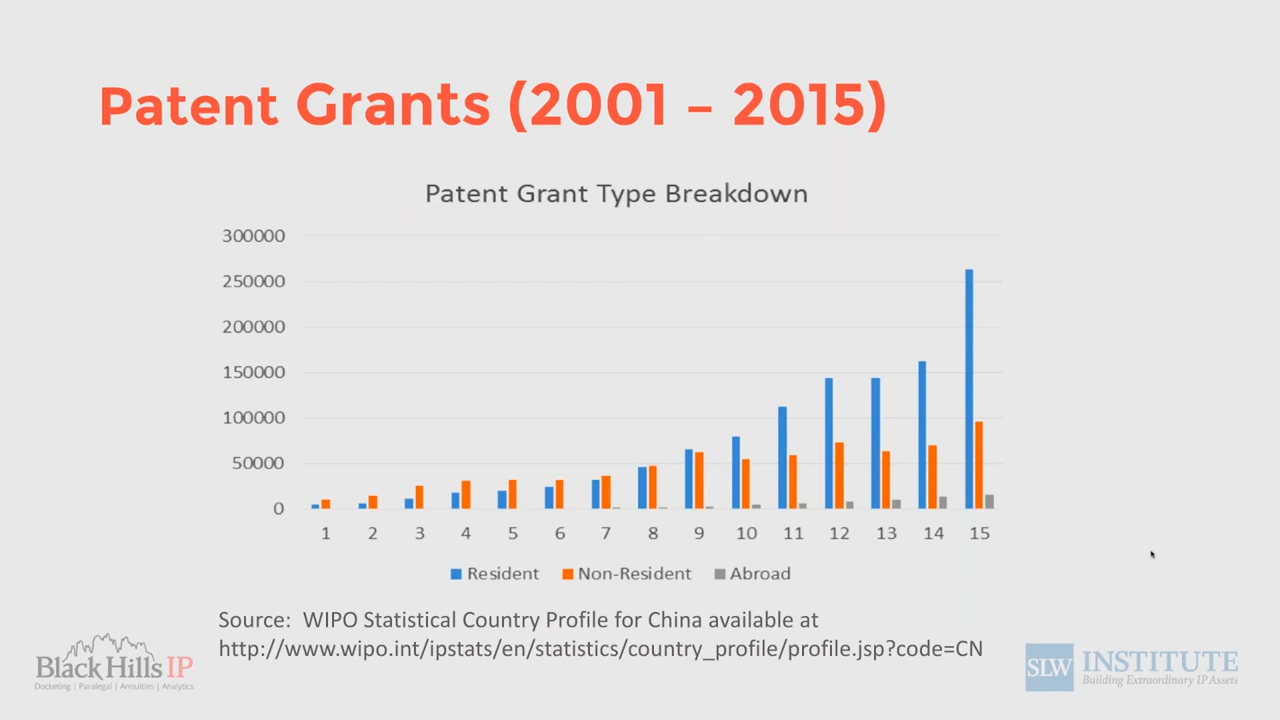 Patent Grants (2001 – 2015)
Patent Grant Type Breakdown
300000
250000
200000
150000
100000
50000
0
1 2 3 4 5 6 7 8 9 10 11 12 13 14 15
Resident Non-Resident Abroad
Source: WIPO Statistical Country Profile for China available at
http://www.wipo.int/ipstats/en/statistics/country_profile/profile.jsp?code=CN
Black Hills IP
Docketing | Paralegal | Annuities | Analytics
SLW INSTITUTE
Building Extraordinary IP Assets